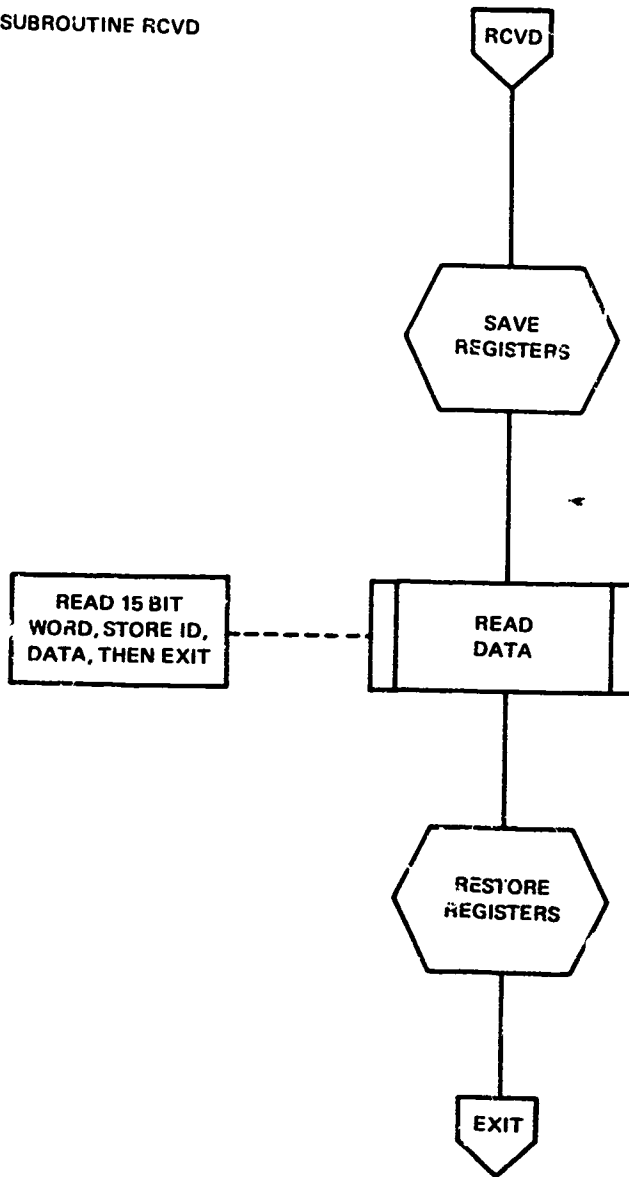 SUBROUTINE RCVD
RCVD
SAVE
REGISTERS
READ 15 BIT
WORD, STORE ID,
DATA, THEN EXIT
READ
DATA
RESTORE
REGISTERS
EXIT